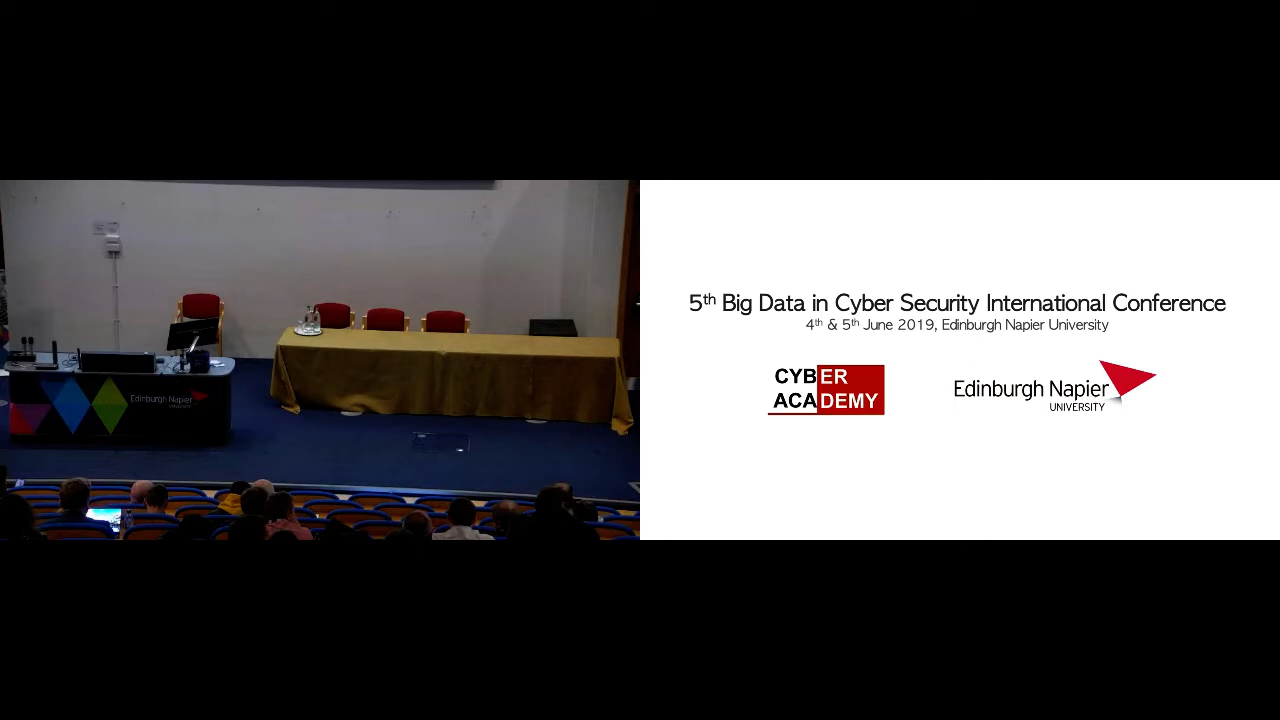 Edinburgh Napier
UNIVERSITY
5th Big Data in Cyber Security International Conference
4th & 5th June 2019, Edinburgh Napier University
CYBER
ACADEMY
Edinburgh Napier
UNIVERSITY